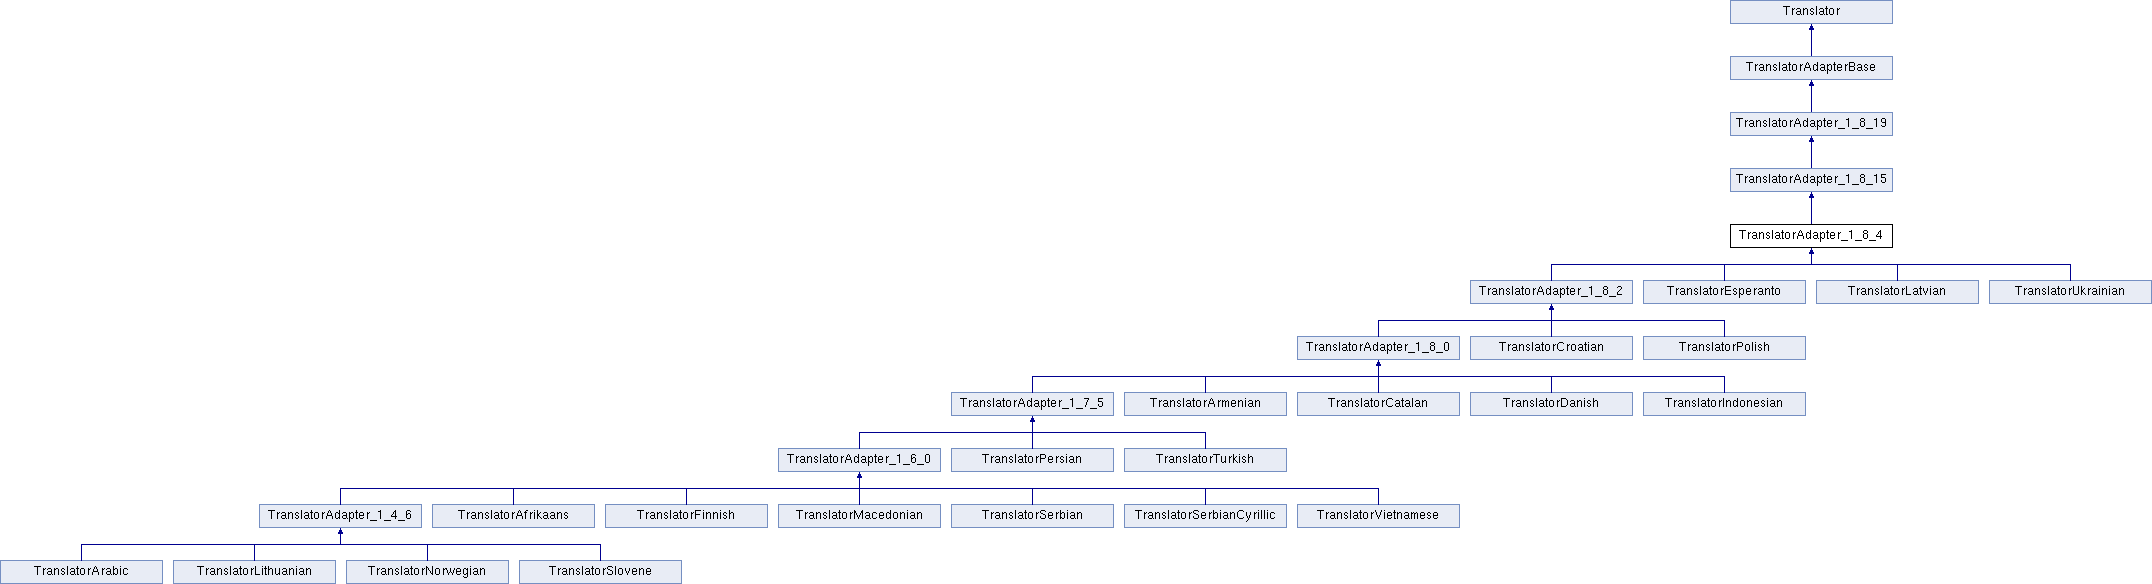 Translator
TranslatorAdapterBase
TranslatorAdapter_1_8_19
TranslatorAdapter_1_8_15
TranslatorAdapter_1_8_4
TranslatorAdapter_1_8_2 TranslatorEsperanto TranslatorLatvian TranslatorUkrainian
TranslatorAdapter_1_8_0 TranslatorCroatian TranslatorPolish
TranslatorAdapter_1_7_5 TranslatorArmenian TranslatorCatalan TranslatorDanish TranslatorIndonesian
TranslatorAdapter_1_6_0 TranslatorPersian TranslatorTurkish
TranslatorAdapter_1_4_6 TranslatorAfrikaans TranslatorFinnish TranslatorMacedonian TranslatorSerbian TranslatorSerbianCyrillic TranslatorVietnamese
TranslatorArabic TranslatorLithuanian TranslatorNorwegian TranslatorSlovene